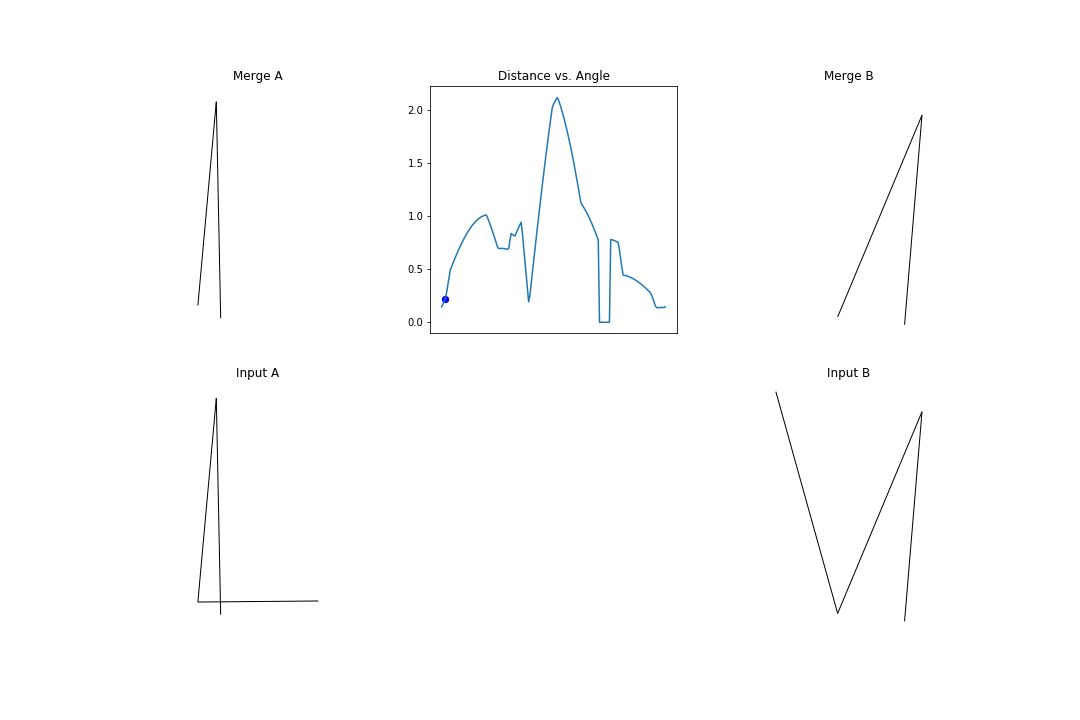 Merge A
Distance vs. Angle
Merge B
2.0
1.5
1.0
0.5
0.0
Input A
Input B